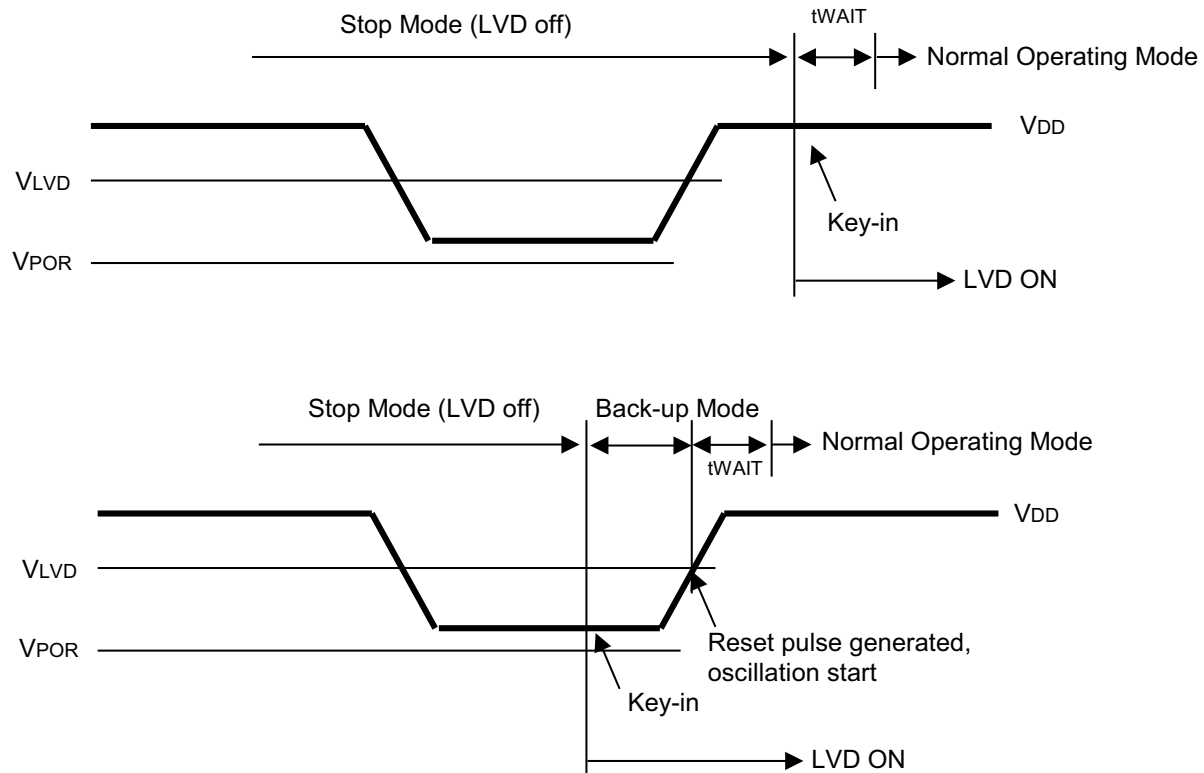 Stop Mode (LVD off)
tWAIT
Normal Operating Mode
VDD
VLVD
Key-in
VPOR
LVD ON
Stop Mode (LVD off)
Back-up Mode
Normal Operating Mode
tWAIT
VDD
VLVD
VPOR
Reset pulse generated,
oscillation start
Key-in
LVD ON